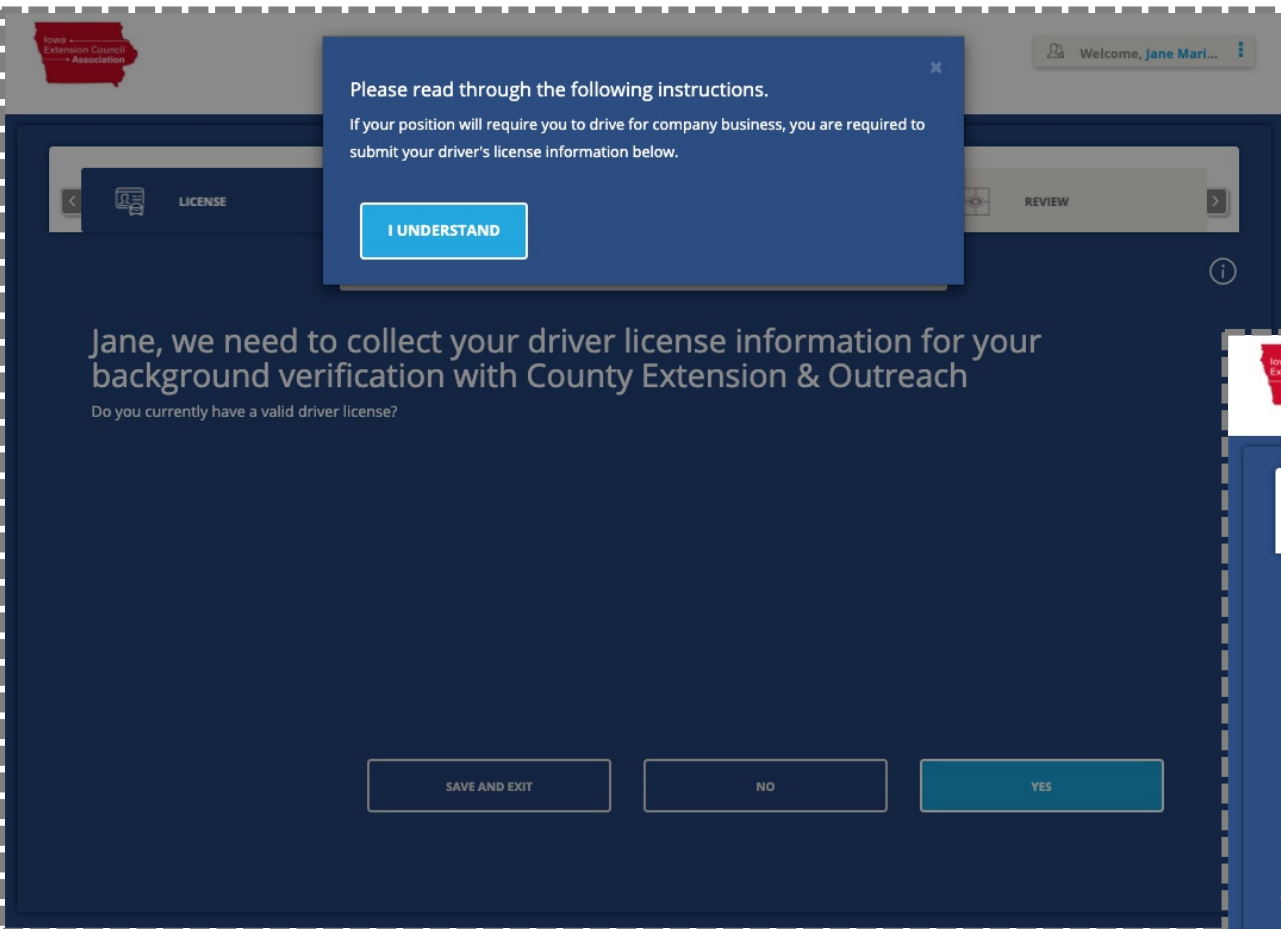 Iowa
Extension Council
Association
Welcome, Jane Mari...
Please read through the following instructions.
If your position will require you to drive for company business, you are required to
submit your driver's license information below.
I UNDERSTAND
LICENSE
REVIEW
Jane, we need to collect your driver license information for your
background verification with County Extension & Outreach
Do you currently have a valid driver license?
SAVE AND EXIT
NO
YES